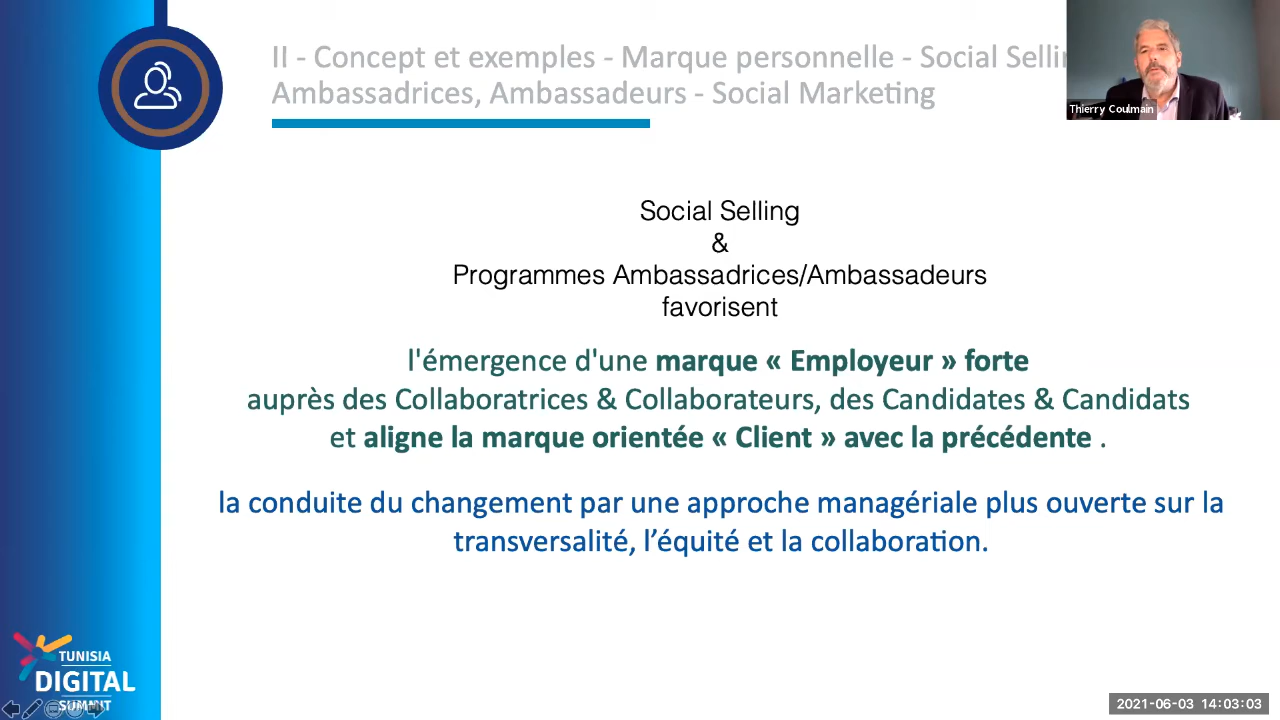 II - Concept et exemples - Marque personnelle - Social
Ambassadrices, Ambassadeurs - Social Marketing
Thierry Coulmain
Social Selling
&
Programmes Ambassadrices/Ambassadeurs
favorisent
l'émergence d'une marque « Employeur » forte
auprès des Collaboratrices & Collaborateurs, des Candidates & Candidats
et aligne la marque orientée « Client » avec la précédente .
la conduite du changement par une approche managériale plus ouverte sur la
transversalité, l’équité et la collaboration.
TUNISIA
DIGITAL
SUMMIT
2021-06-03 14:03:03